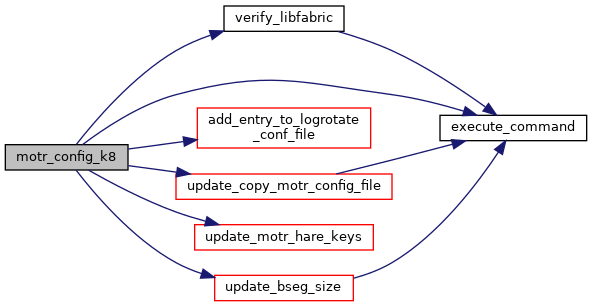 verify_libfabric
add_entry_to_logrotate
_conf_file
execute_command
motr_config_k8
update_copy_motr_config_file
update_motr_hare_keys
update_bseg_size